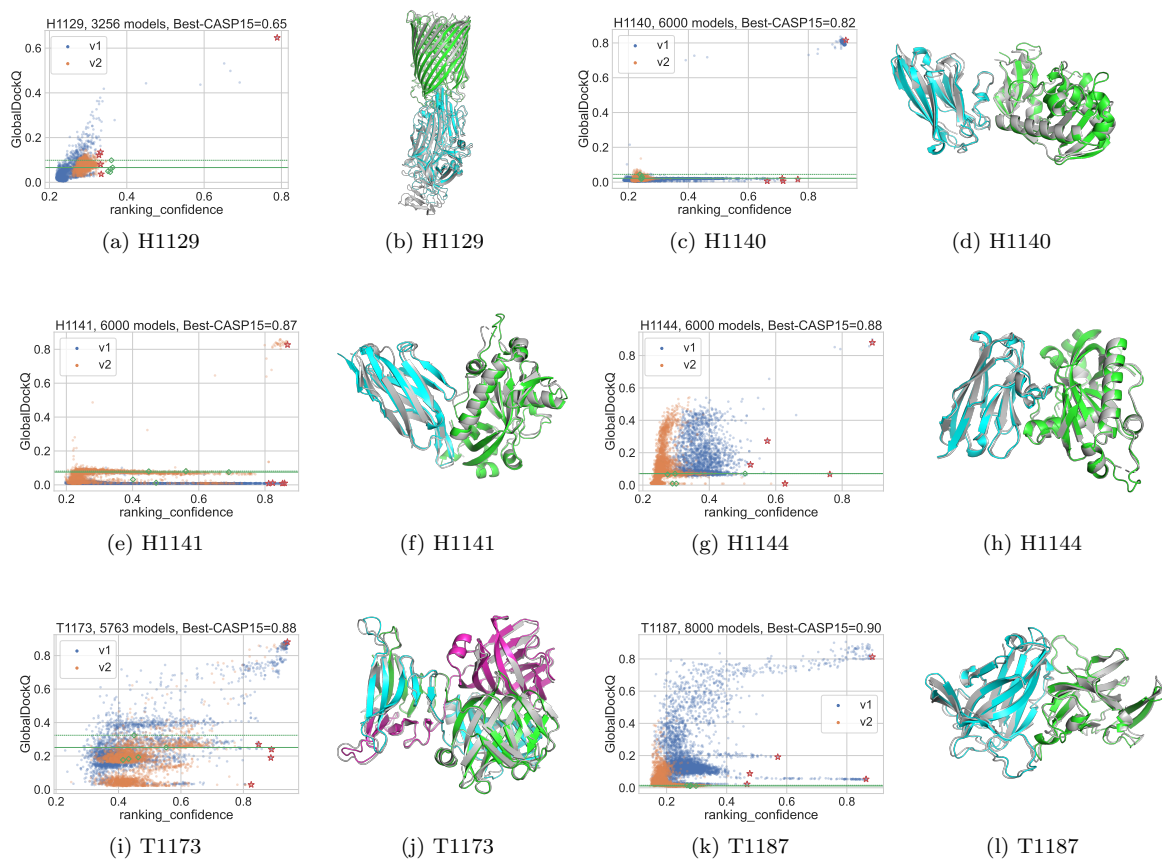 H1129, 3256 models, Best-CASP15=0.65
v1
v2
GlobalDockQ
0.6
0.4
0.2
0.0
0.2 0.4 0.6 0.8
ranking_confidence
(a) H1129
(b) H1129
H1140, 6000 models, Best-CASP15=0.82
v1
v2
GlobalDockQ
0.8
0.6
0.4
0.2
0.0
0.2 0.4 0.6 0.8
ranking_confidence
(c) H1140
(d) H1140
H1141, 6000 models, Best-CASP15=0.87
v1
v2
GlobalDockQ
0.8
0.6
0.4
0.2
0.0
0.2 0.4 0.6 0.8
ranking_confidence
(e) H1141
(f) H1141
H1144, 6000 models, Best-CASP15=0.88
v1
v2
GlobalDockQ
0.8
0.6
0.4
0.2
0.0
0.2 0.4 0.6 0.8
ranking_confidence
(g) H1144
(h) H1144
T1173, 5763 models, Best-CASP15=0.88
v1
v2
GlobalDockQ
0.8
0.6
0.4
0.2
0.0
0.2 0.4 0.6 0.8
ranking_confidence
(i) T1173
(j) T1173
T1187, 8000 models, Best-CASP15=0.90
v1
v2
GlobalDockQ
0.8
0.6
0.4
0.2
0.0
0.2 0.4 0.6 0.8
ranking_confidence
(k) T1187
(l) T1187